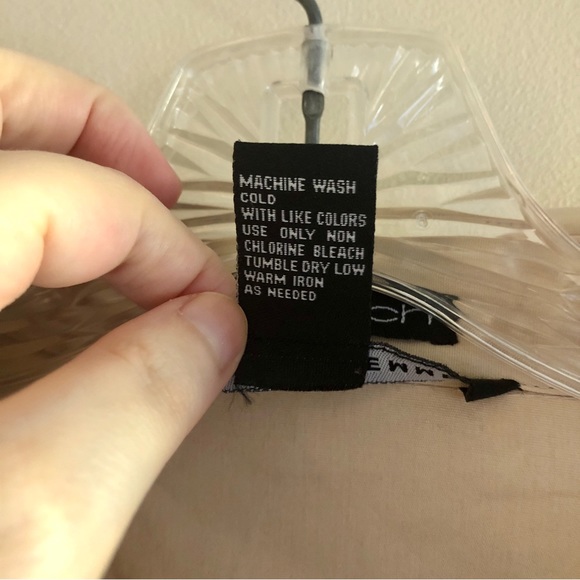 MACHINE WASH
COLD
WITH LIKE COLORS
USE ONLY NON
CHLORINE BLEACH
TUMBLE DRY LOW
WARM IRON
AS NEEDED